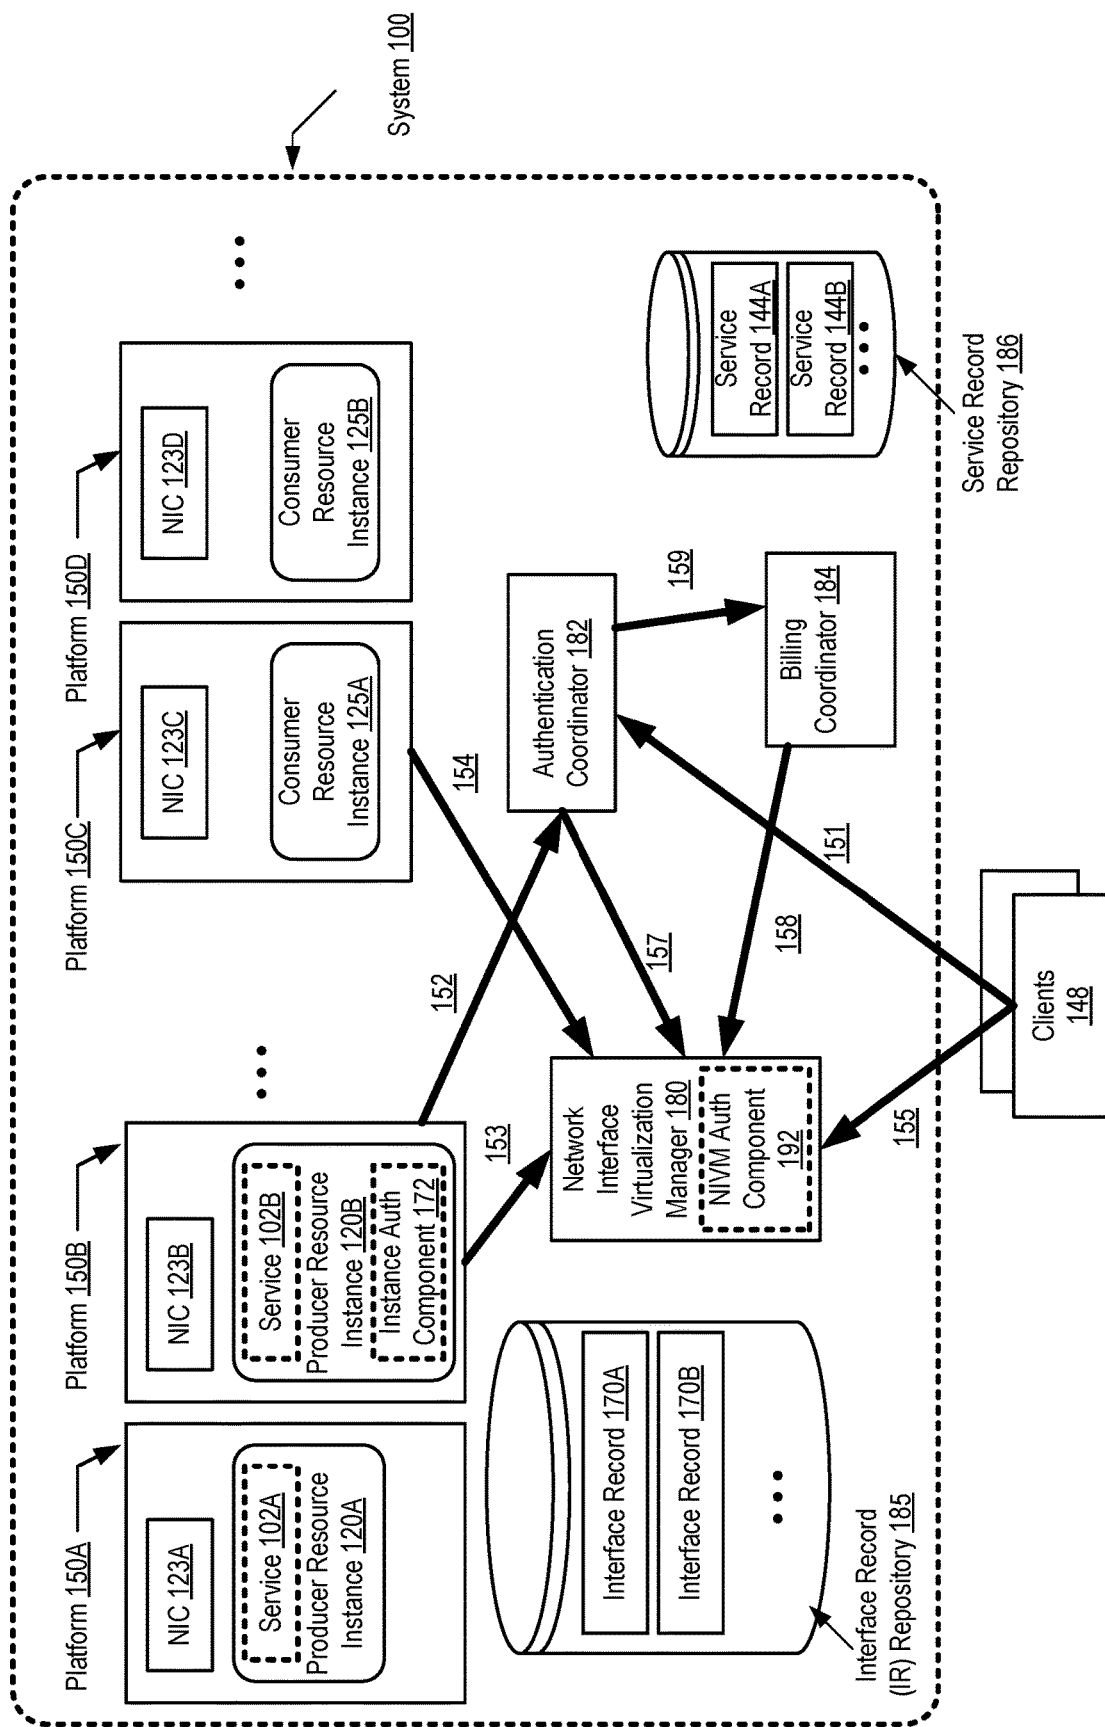 System 100
Platform 150A
NIC 123A
Service 102A
Producer Resource
Instance 120A
Platform 150B
NIC 123B
Service 102B
Producer Resource
Instance 120B
Instance Auth
Component 172
Platform 150C
NIC 123C
Consumer
Resource
Instance 125A
Platform 150D
NIC 123D
Consumer
Resource
Instance 125B
152
153
154
Interface Record 170A
Interface Record 170B
Interface Record
(IR) Repository 185
Network
Interface
Virtualization
Manager 180
NIVM Auth
Component
192
157
158
155
151
Authentication
Coordinator 182
159
Billing
Coordinator 184
Service
Record 144A
Service
Record 144B
Service Record
Repository 186
Clients
148